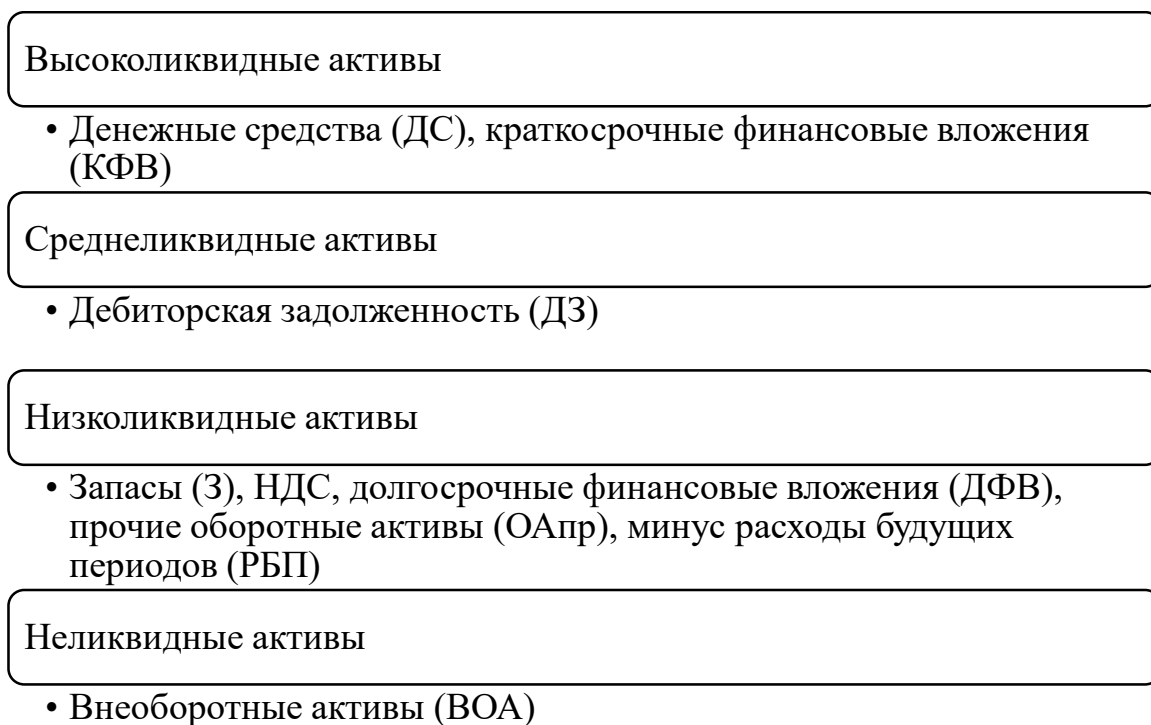 Высоколиквидные активы
• Денежные средства (ДС), краткосрочные финансовые вложения
(КФВ)
Среднеликвидные активы
• Дебиторская задолженность (ДЗ)
Низколиквидные активы
• Запасы (З), НДС, долгосрочные финансовые вложения (ДФВ),
прочие оборотные активы (ОАпр), минус расходы будущих
периодов (РБП)
Неликвидные активы
• Внеоборотные активы (ВОА)